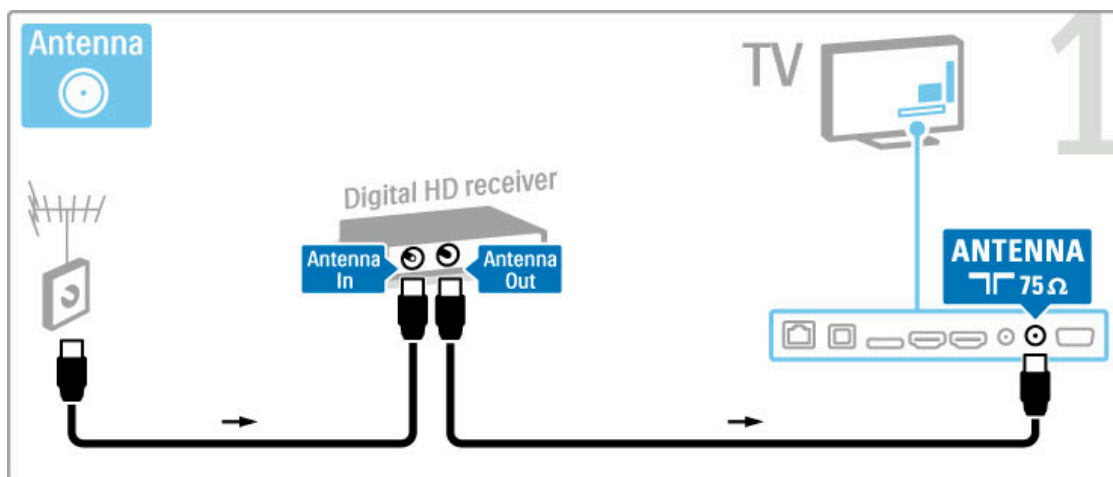 Antenna
TV
1
Digital HD receiver
Antenna
In
Antenna
Out
ANTENNA
75 Ω